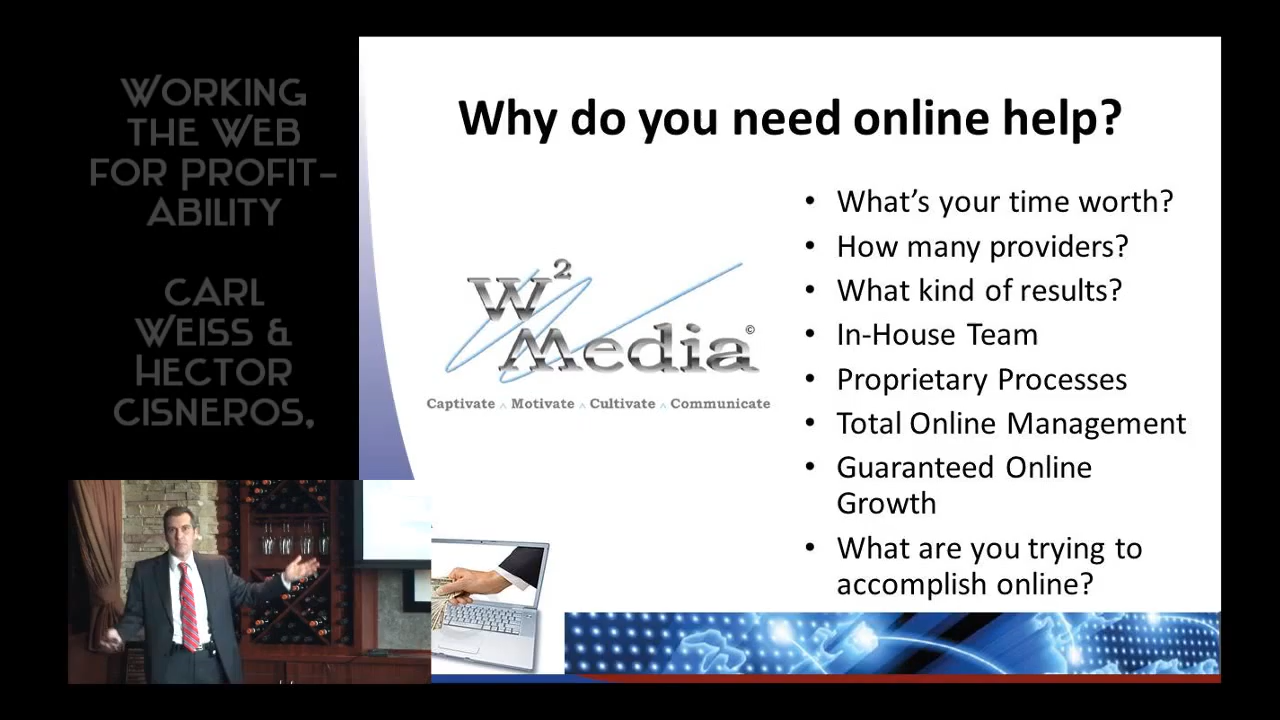 WORKING
THE WEB
FOR PROFIT-
ABILITY
CARL
WEISS &
HECTOR
CISNEROS,
Why do you need online help?
W2
Media©
Captivate ^ Motivate ^ Cultivate ^ Communicate
• What's your time worth?
• How many providers?
• What kind of results?
• In-House Team
• Proprietary Processes
• Total Online Management
• Guaranteed Online
Growth
• What are you trying to
accomplish online?